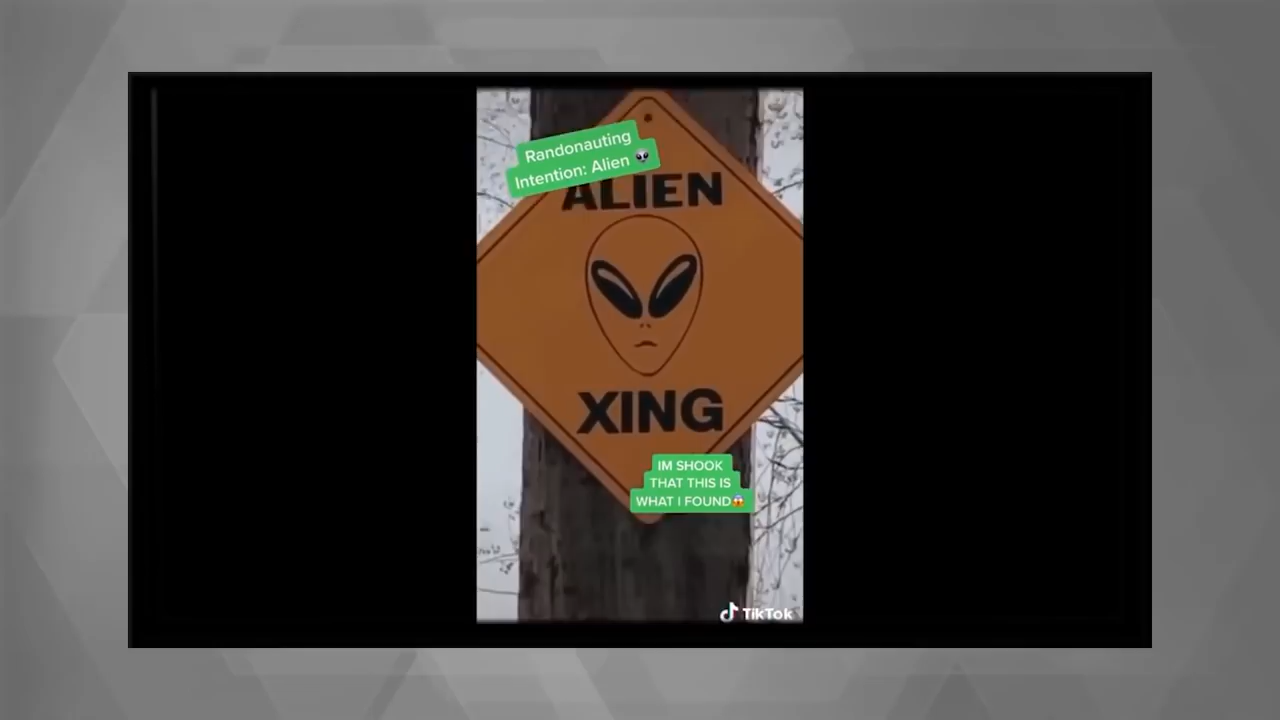 Randonauting
Intention: Alien 👽
ALIEN
XING
IM SHOOK
THAT THIS IS
WHAT I FOUND😱
TikTok